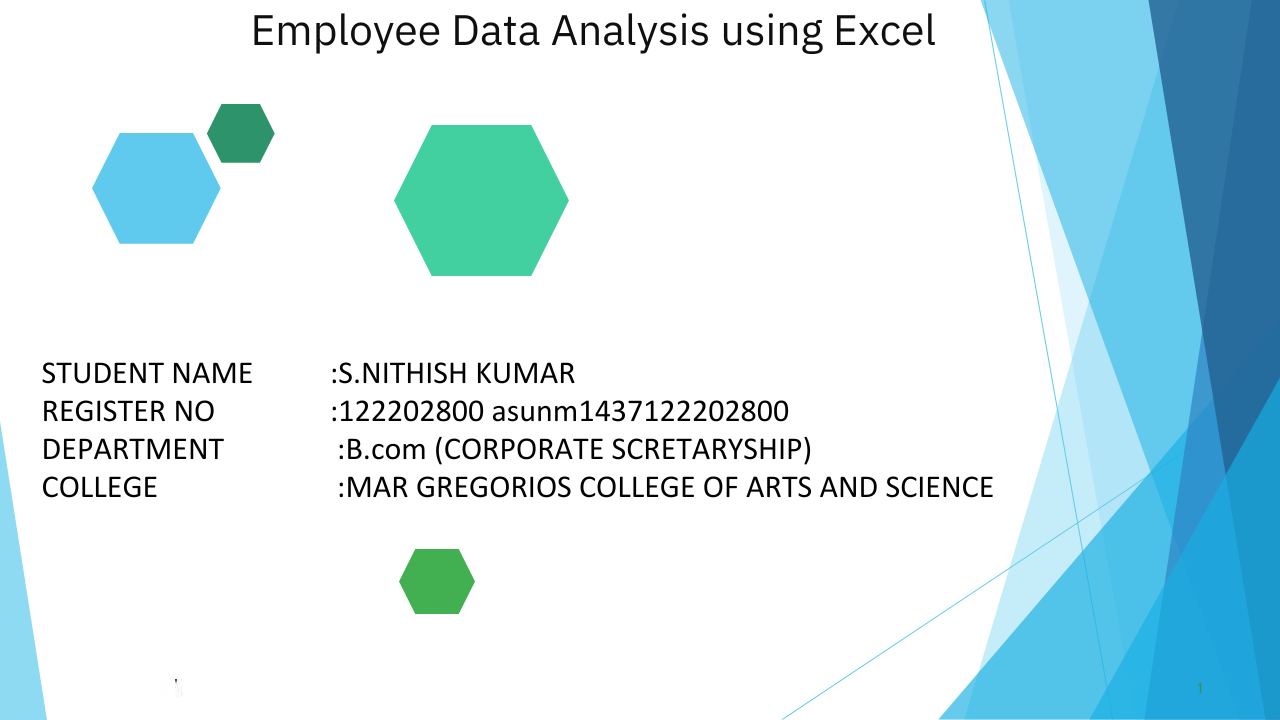 Employee Data Analysis using Excel
STUDENT NAME :S.NITHISH KUMAR
REGISTER NO :122202800 asunm1437122202800
DEPARTMENT :B.com (CORPORATE SCRETARYSHIP)
COLLEGE :MAR GREGORIOS COLLEGE OF ARTS AND SCIENCE
1